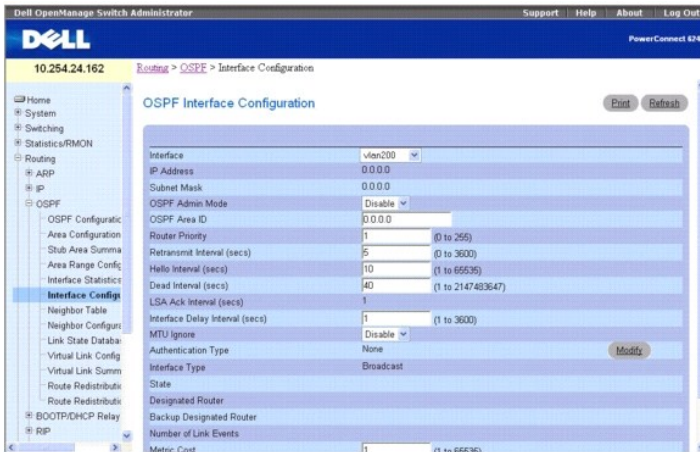 Dell OpenManage Switch Administrator Support Help About Log Out
DELL
PowerConnect 624
10.254.24.162
Routing > OSPF > Interface Configuration
Home
System
Switching
Statistics/RMON
Routing
ARP
IP
OSPF
OSPF Configuratic
Area Configuration
Stub Area Summa
Area Range Config
Interface Statistics
Interface Configu
Neighbor Table
Neighbor Configura
Link State Databas
Virtual Link Config
Virtual Link Summ
Route Redistributic
Route Redistributic
BOOTP/DHCP Relay
RIP
OSPF Interface Configuration
Print Refresh
Interface vlan200
IP Address 0.0.0.0
Subnet Mask 0.0.0.0
OSPF Admin Mode Disable
OSPF Area ID 0.0.0.0
Router Priority 1 (0 to 255)
Retransmit Interval (secs) 5 (0 to 3600)
Hello Interval (secs) 10 (1 to 65535)
Dead Interval (secs) 40 (1 to 2147483647)
LSA Ack Interval (secs) 1
Interface Delay Interval (secs) 1 (1 to 3600)
MTU Ignore Disable
Authentication Type None Modify
Interface Type Broadcast
State
Designated Router
Backup Designated Router
Number of Link Events
Metric Cost 1 (1 to 65535)